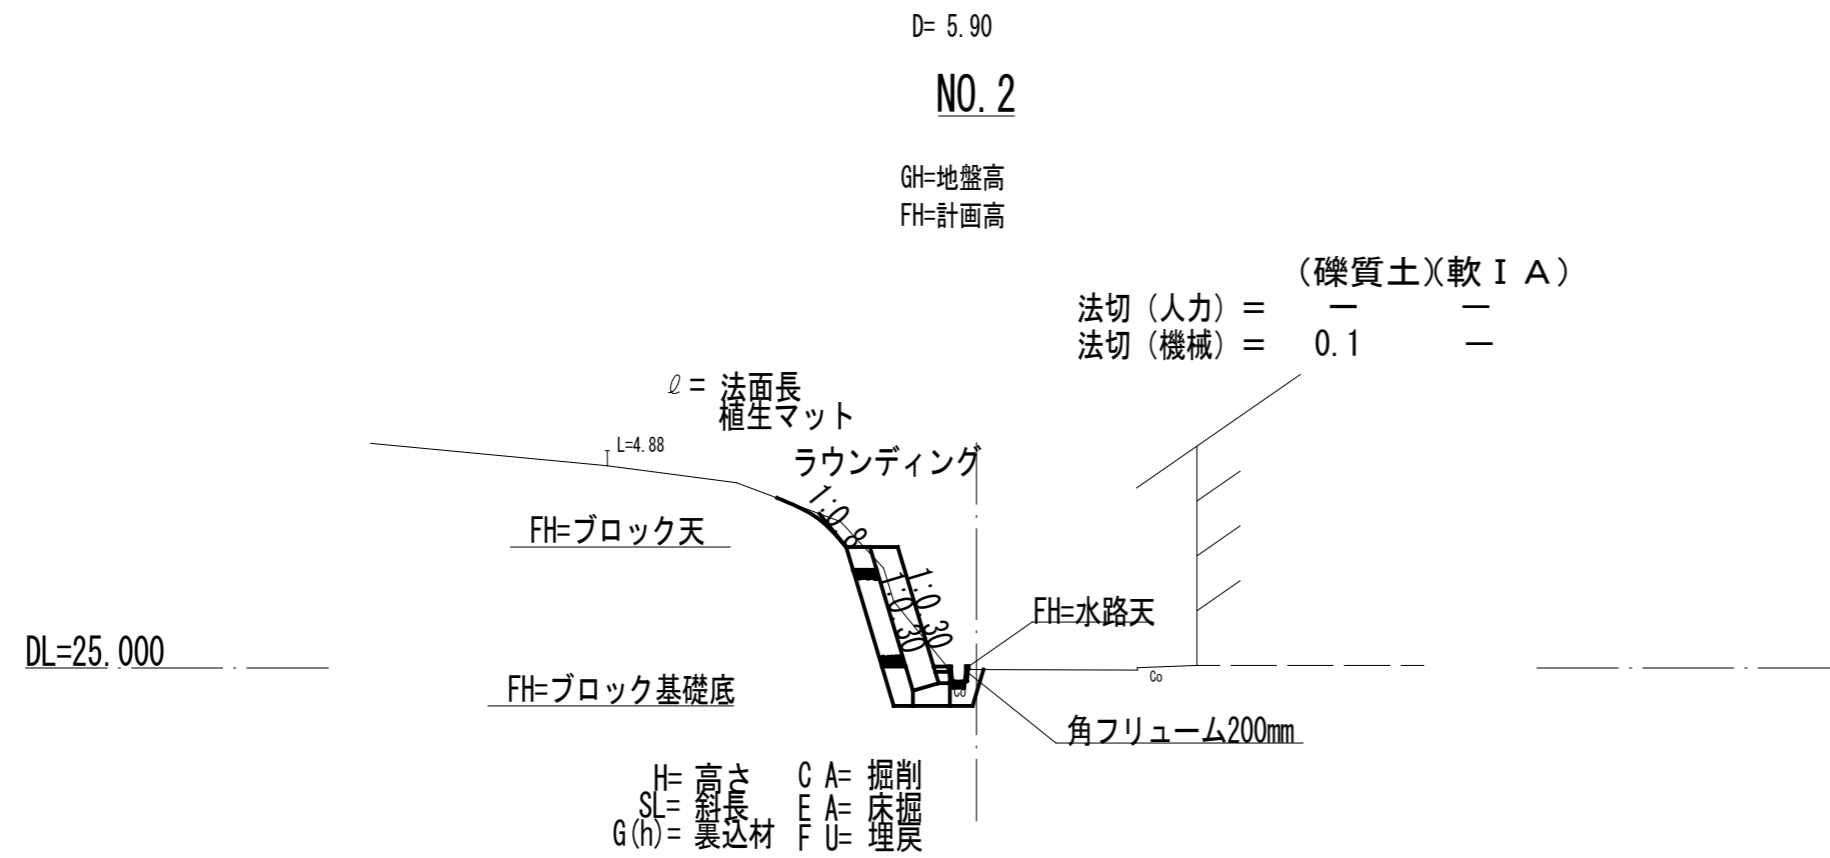 D= 5.90
NO.2
GH=地盤高
FH=計画高
(礫質土)(軟ⅠA)
法切(人力)= ー ー
法切(機械)= 0.1 ー
ℓ= 法面長
植生マット
L=4.88
ラウンディング
1:0.8
FH=ブロック天
1:0.30
1:0.30
FH=水路天
DL=25.000
Co
Co
FH=ブロック基礎底
角フリューム200mm
H= 高さ C A= 掘削
SL= 斜長 E A= 床掘
G(h)= 裏込材 F U= 埋戻